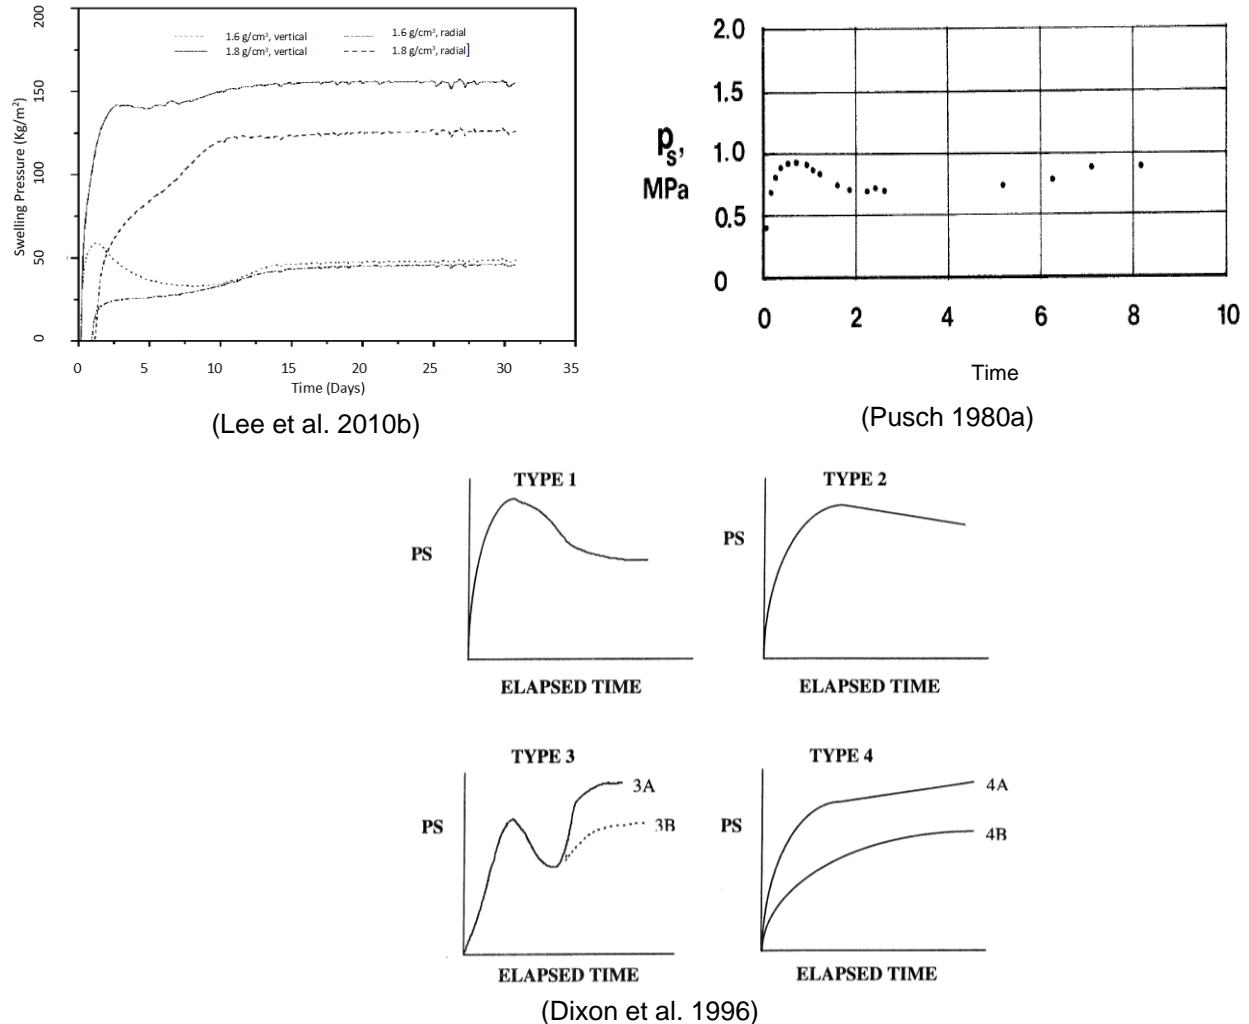 200
150
100
50
0
Swelling Pressure (Kg/m²)
1.6 g/cm³, vertical
1.8 g/cm³, vertical
1.6 g/cm³, radial
1.8 g/cm³, radial]
0 5 10 15 20 25 30 35
Time (Days)
(Lee et al. 2010b)
2.0
1.5
1.0
0.5
0
pₛ,
MPa
0 2 4 6 8 10
Time
(Pusch 1980a)
TYPE 1
PS
ELAPSED TIME
TYPE 2
PS
ELAPSED TIME
TYPE 3
PS
3A
3B
ELAPSED TIME
TYPE 4
PS
4A
4B
ELAPSED TIME
(Dixon et al. 1996)